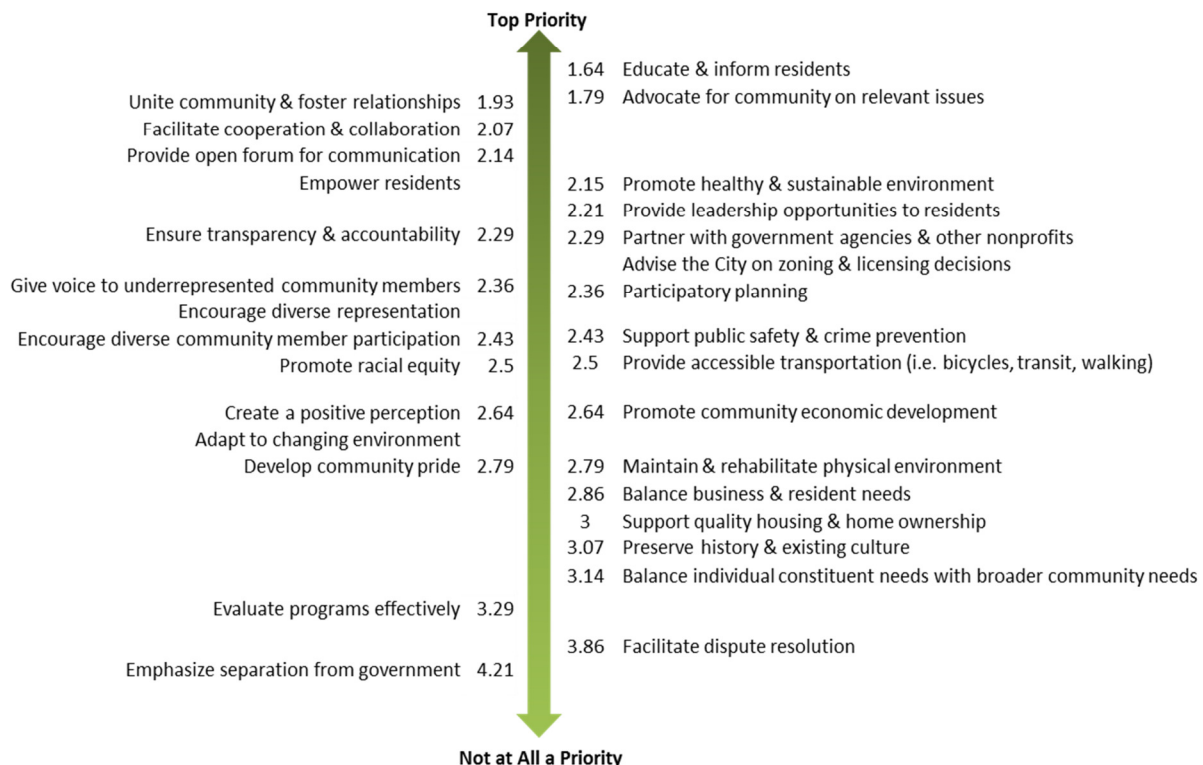 Top Priority
1.64 Educate & inform residents
Unite community & foster relationships 1.93
1.79 Advocate for community on relevant issues
Facilitate cooperation & collaboration 2.07
Provide open forum for communication 2.14
Empower residents
2.15 Promote healthy & sustainable environment
2.21 Provide leadership opportunities to residents
Ensure transparency & accountability 2.29
2.29 Partner with government agencies & other nonprofits
Advise the City on zoning & licensing decisions
Give voice to underrepresented community members 2.36
2.36 Participatory planning
Encourage diverse representation
Encourage diverse community member participation 2.43
2.43 Support public safety & crime prevention
Promote racial equity 2.5
2.5 Provide accessible transportation (i.e. bicycles, transit, walking)
Create a positive perception 2.64
2.64 Promote community economic development
Adapt to changing environment
Develop community pride 2.79
2.79 Maintain & rehabilitate physical environment
2.86 Balance business & resident needs
3 Support quality housing & home ownership
3.07 Preserve history & existing culture
3.14 Balance individual constituent needs with broader community needs
Evaluate programs effectively 3.29
3.86 Facilitate dispute resolution
Emphasize separation from government 4.21
Not at All a Priority